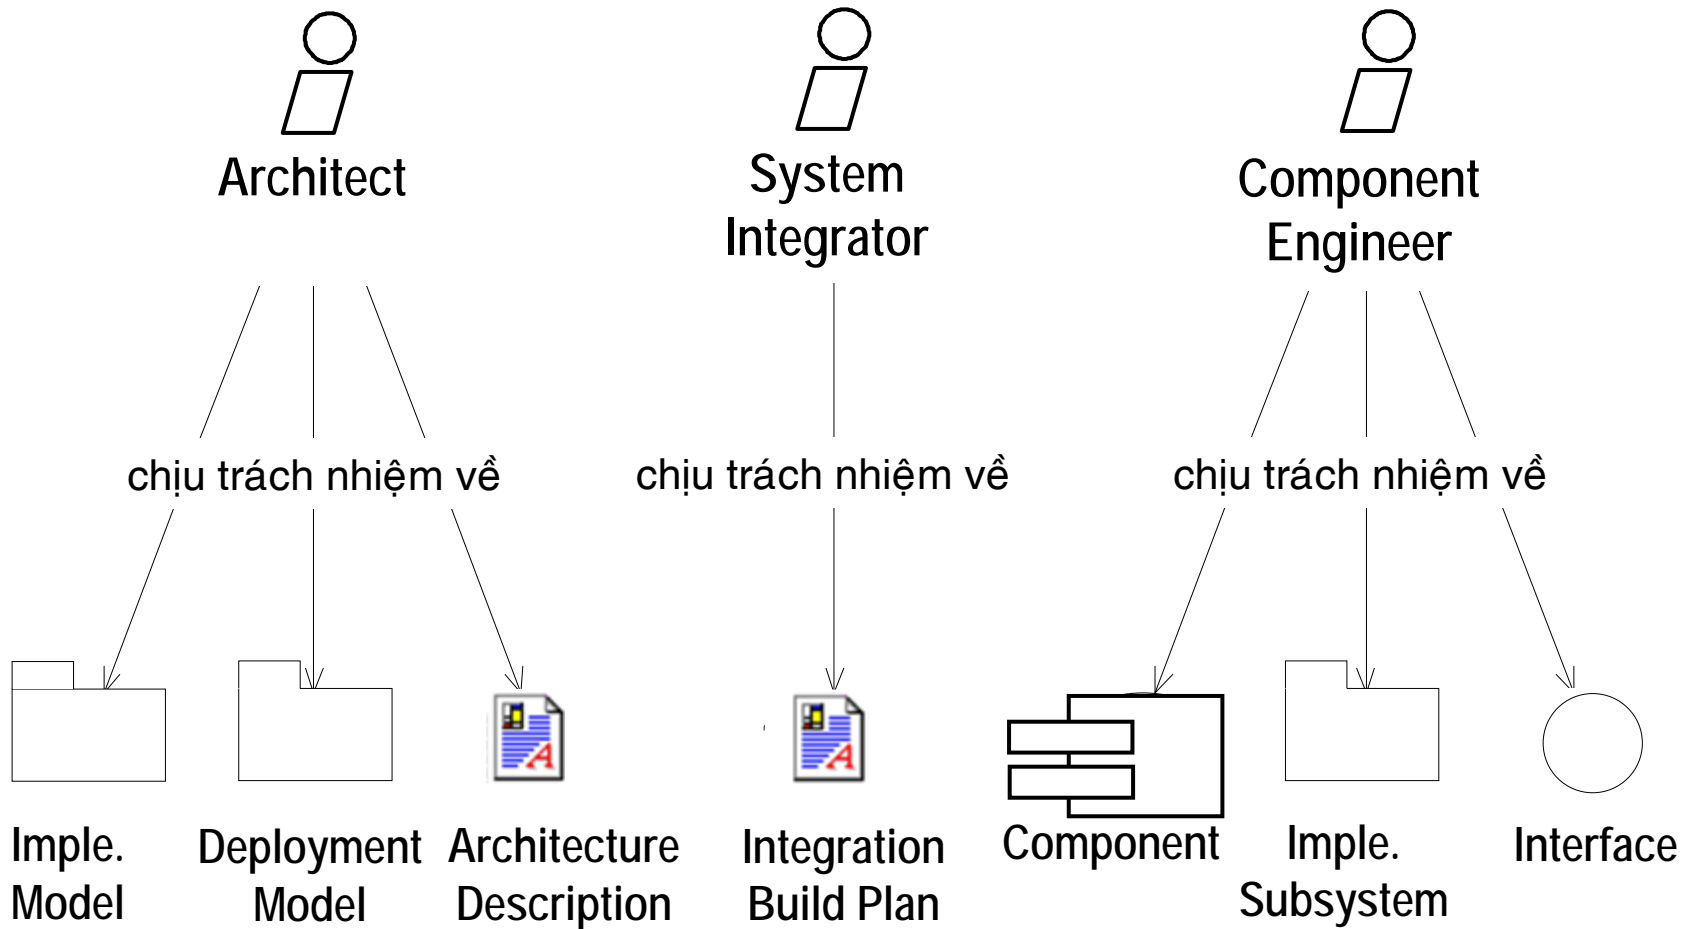 Architect
System
Integrator
Component
Engineer
chịu trách nhiệm về
chịu trách nhiệm về
chịu trách nhiệm về
Imple.
Model
Deployment
Model
Architecture
Description
Integration
Build Plan
Component
Imple.
Subsystem
Interface